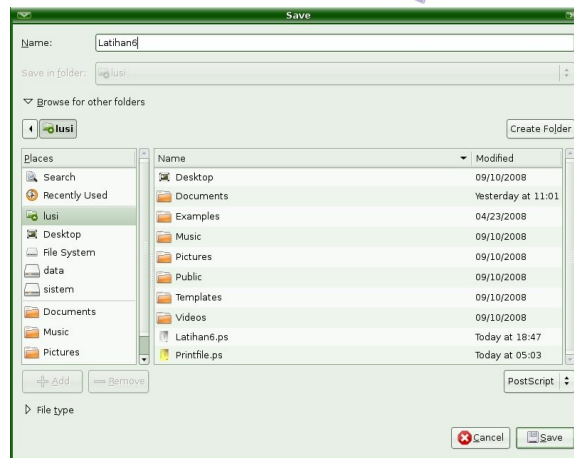 Save
Name: Latihan6
Save in folder: lusi
Browse for other folders
lusi Create Folder
Places Name Modified
Search Desktop 09/10/2008
Recently Used Documents Yesterday at 11:01
lusi Examples 04/23/2008
Desktop Music 09/10/2008
File System Pictures 09/10/2008
data Public 09/10/2008
sistem Templates 09/10/2008
Documents Videos 09/10/2008
Music Latihan6.ps Today at 18:47
Pictures Printfile.ps Today at 05:03
Add Remove PostScript
File type
Cancel Save